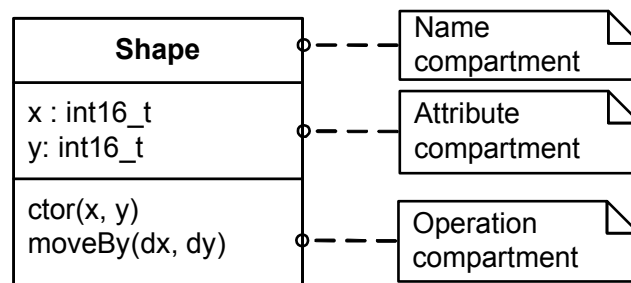 Shape
Name
compartment
x : int16_t
y: int16_t
Attribute
compartment
ctor(x, y)
moveBy(dx, dy)
Operation
compartment